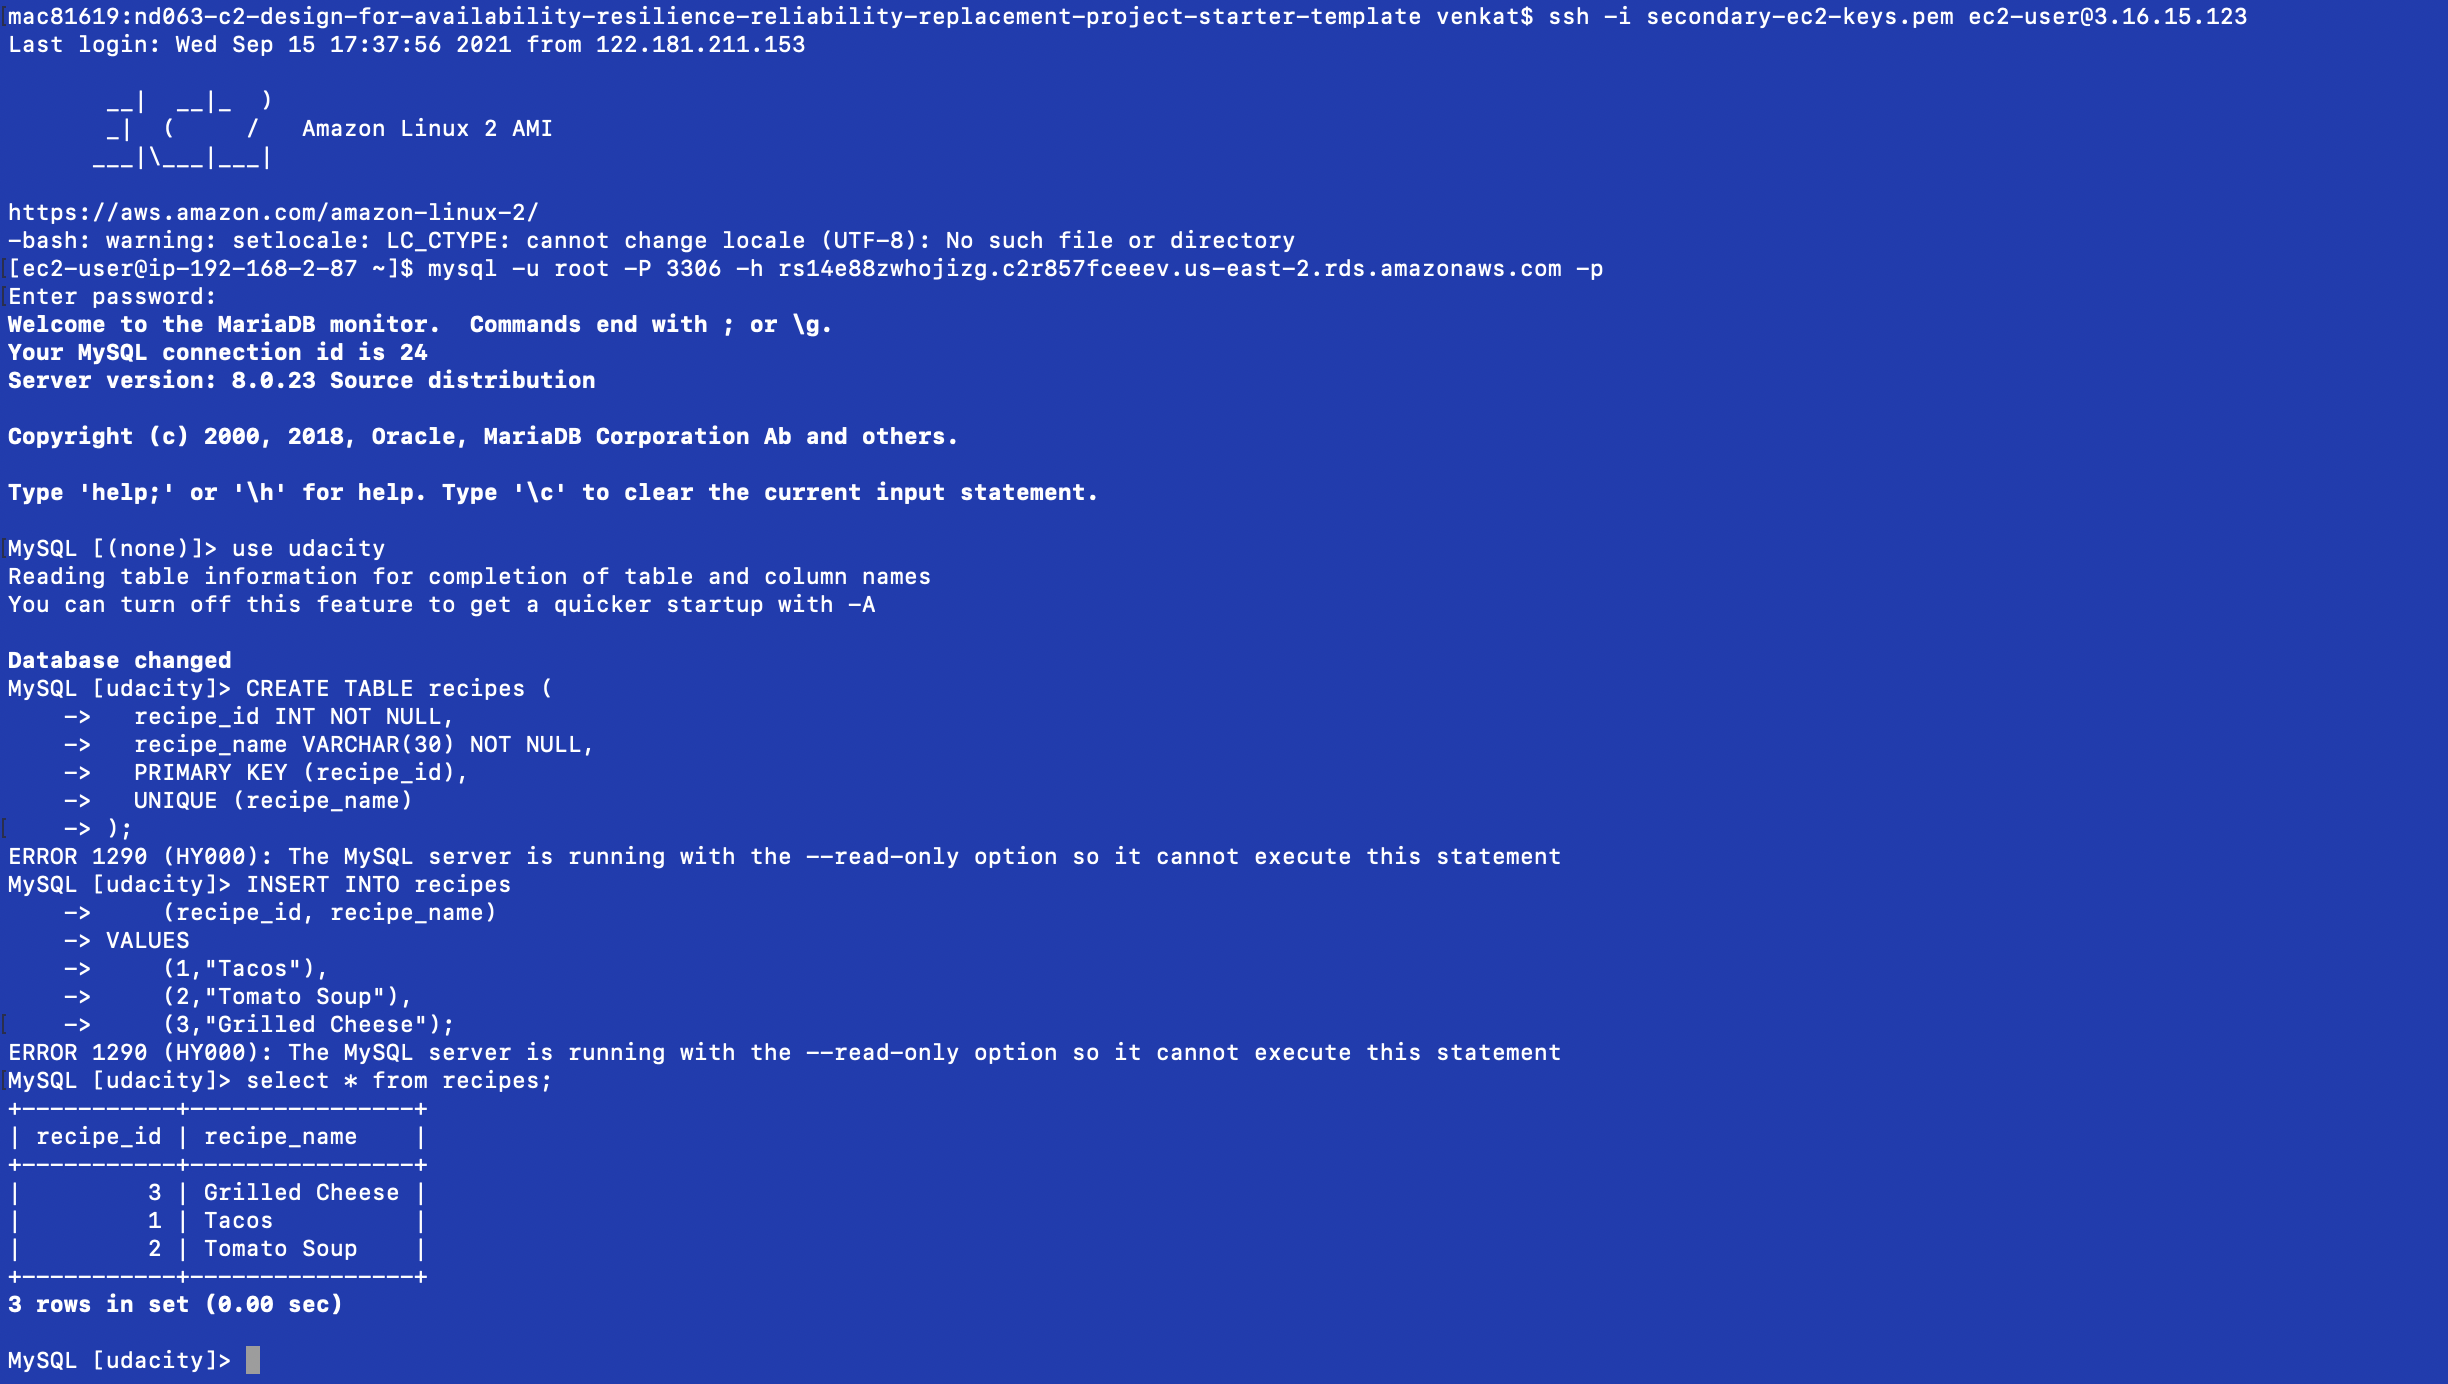 mac81619:nd063-c2-design-for-availability-resilience-reliability-replacement-project-starter-template venkat$ ssh -i secondary-ec2-keys.pem ec2-user@3.16.15.123
Last login: Wed Sep 15 17:37:56 2021 from 122.181.211.153

       __|  __|_  )
       _|  (     /   Amazon Linux 2 AMI
      ___|\___|___|

https://aws.amazon.com/amazon-linux-2/
-bash: warning: setlocale: LC_CTYPE: cannot change locale (UTF-8): No such file or directory
[[ec2-user@ip-192-168-2-87 ~]$ mysql -u root -P 3306 -h rs14e88zwhojizg.c2r857fceeev.us-east-2.rds.amazonaws.com -p
[Enter password:
Welcome to the MariaDB monitor.  Commands end with ; or \g.
Your MySQL connection id is 24
Server version: 8.0.23 Source distribution

Copyright (c) 2000, 2018, Oracle, MariaDB Corporation Ab and others.

Type 'help;' or '\h' for help. Type '\c' to clear the current input statement.

[MySQL [(none)]> use udacity
Reading table information for completion of table and column names
You can turn off this feature to get a quicker startup with -A

Database changed
MySQL [udacity]> CREATE TABLE recipes (
    ->   recipe_id INT NOT NULL,
    ->   recipe_name VARCHAR(30) NOT NULL,
    ->   PRIMARY KEY (recipe_id),
    ->   UNIQUE (recipe_name)
[    -> );
ERROR 1290 (HY000): The MySQL server is running with the --read-only option so it cannot execute this statement
MySQL [udacity]> INSERT INTO recipes
    ->     (recipe_id, recipe_name)
    -> VALUES
    ->     (1,"Tacos"),
    ->     (2,"Tomato Soup"),
[    ->     (3,"Grilled Cheese");
ERROR 1290 (HY000): The MySQL server is running with the --read-only option so it cannot execute this statement
[MySQL [udacity]> select * from recipes;
+-----------+----------------+
| recipe_id | recipe_name    |
+-----------+----------------+
|         3 | Grilled Cheese |
|         1 | Tacos          |
|         2 | Tomato Soup    |
+-----------+----------------+
3 rows in set (0.00 sec)

MySQL [udacity]>